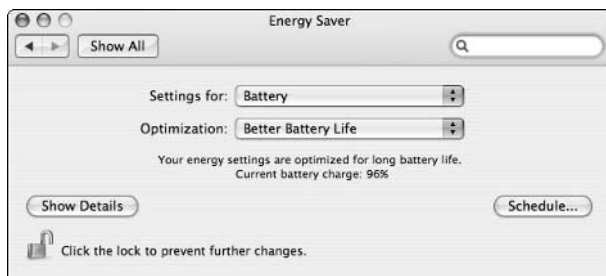 Energy Saver
Show All
Settings for: Battery
Optimization: Better Battery Life
Your energy settings are optimized for long battery life.
Current battery charge: 96%
Show Details
Schedule...
Click the lock to prevent further changes.